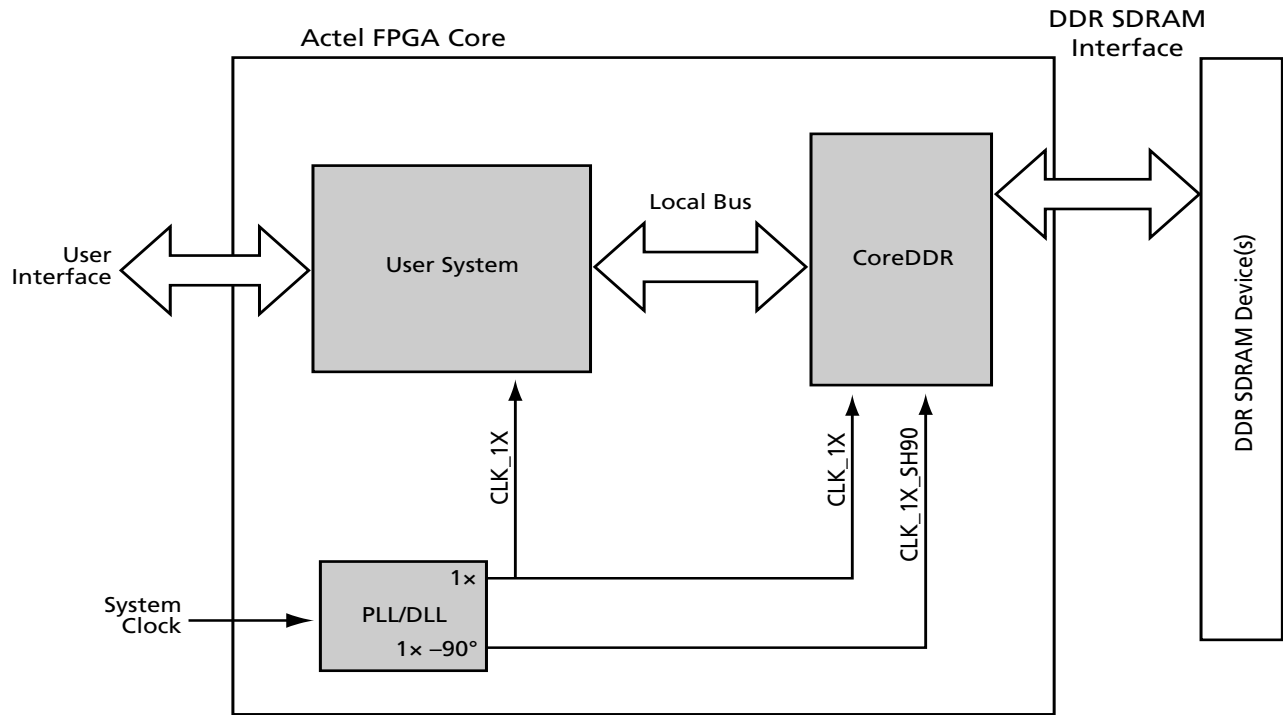 Actel FPGA Core
DDR SDRAM
Interface
User
Interface
User System
Local Bus
CoreDDR
DDR SDRAM Device(s)
CLK_1X
CLK_1X
CLK_1X_SH90
System
Clock
1×
PLL/DLL
1× –90°